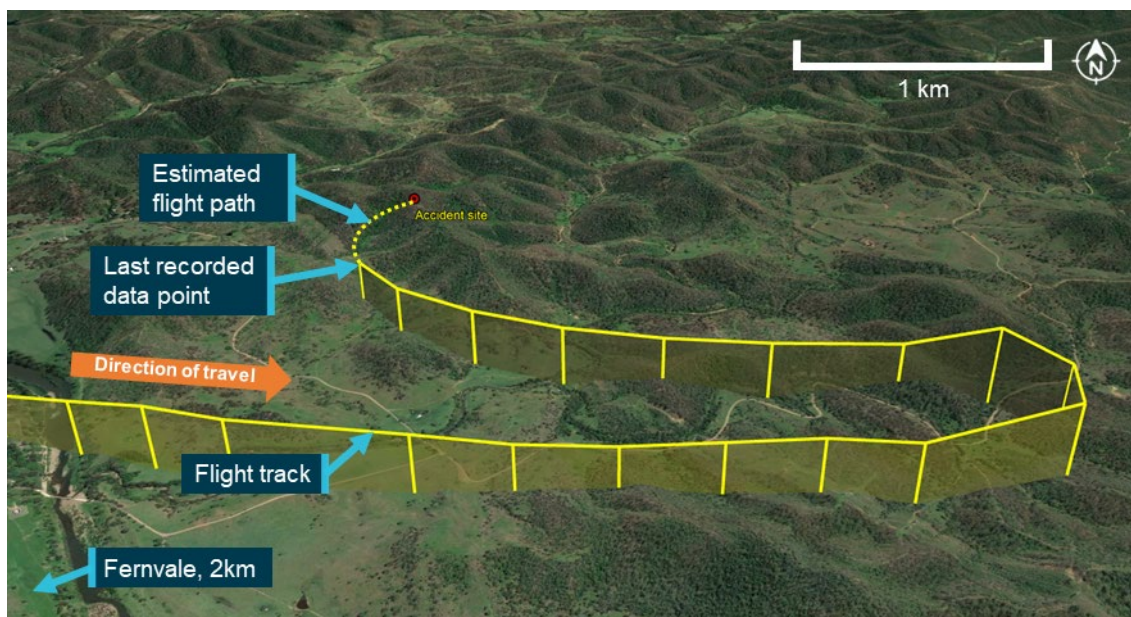 1 km
N
Estimated
flight path
Accident site
Last recorded
data point
Direction of travel
Flight track
Fernvale, 2km